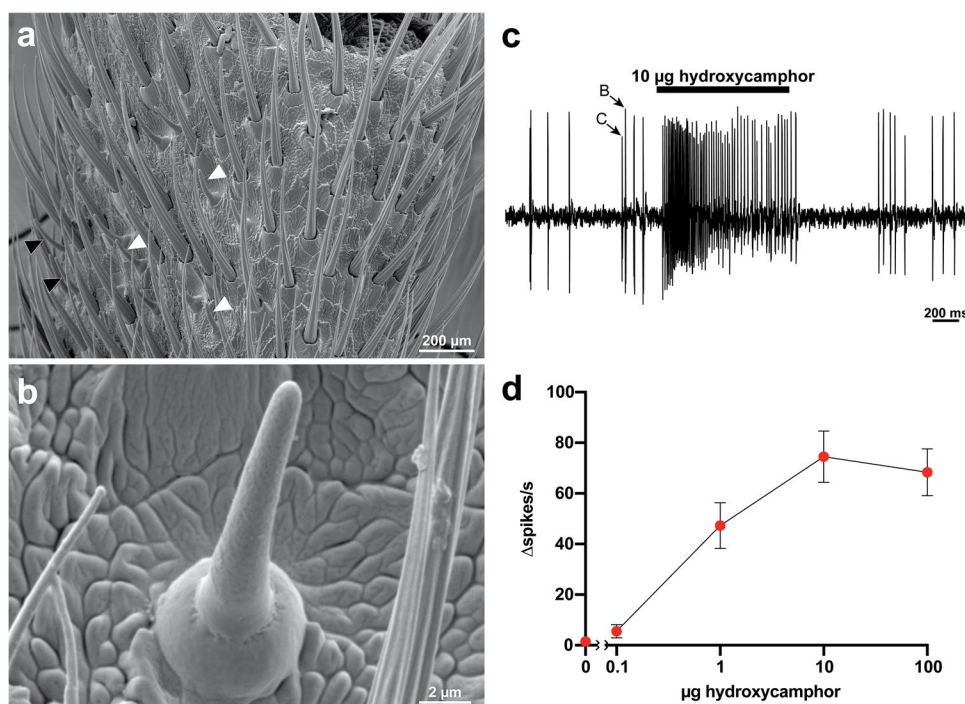 a
200 µm
b
2 µm
c
10 µg hydroxycamphor
B
C
200 ms
d
100
80
60
40
20
0
Δspikes/s
0
0.1
1
10
100
µg hydroxycamphor